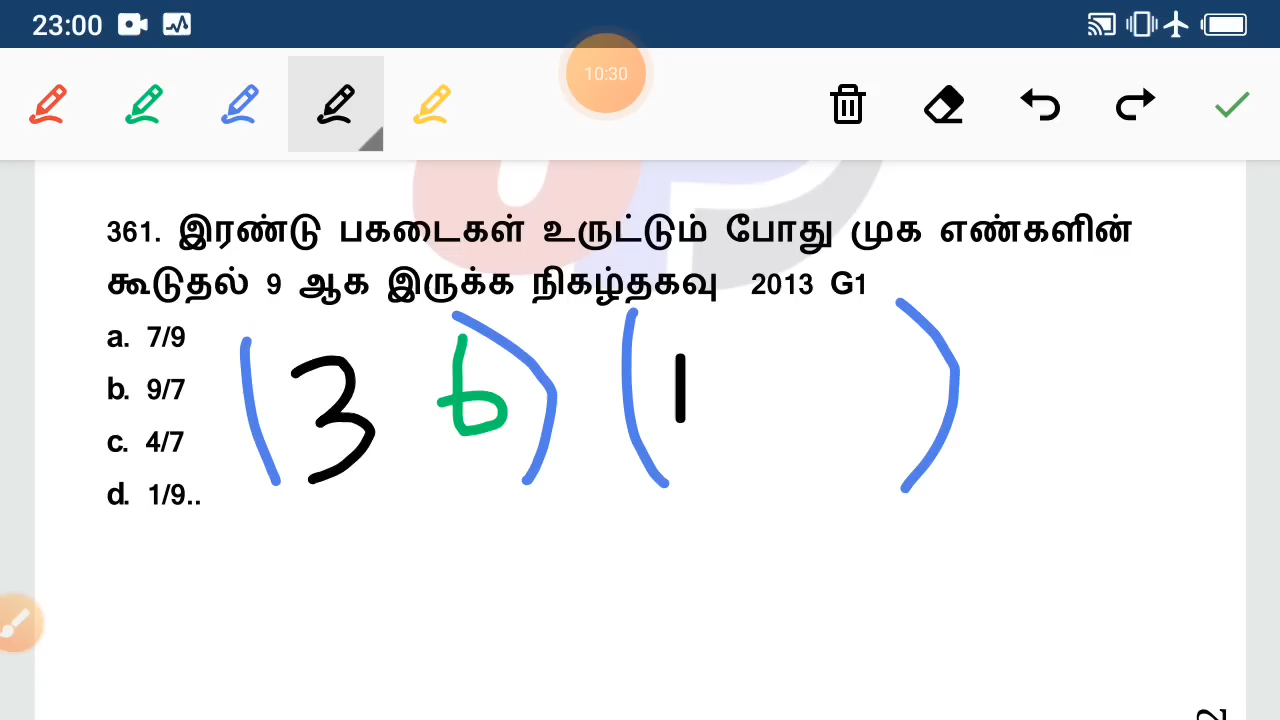 23:00
10:30
361. இரண்டு பகடைகள் உருட்டும் போது முக எண்களின்
கூடுதல் 9 ஆக இருக்க நிகழ்தகவு 2013 G1
a. 7/9
b. 9/7
c. 4/7
d. 1/9..
(3 6) (1 )